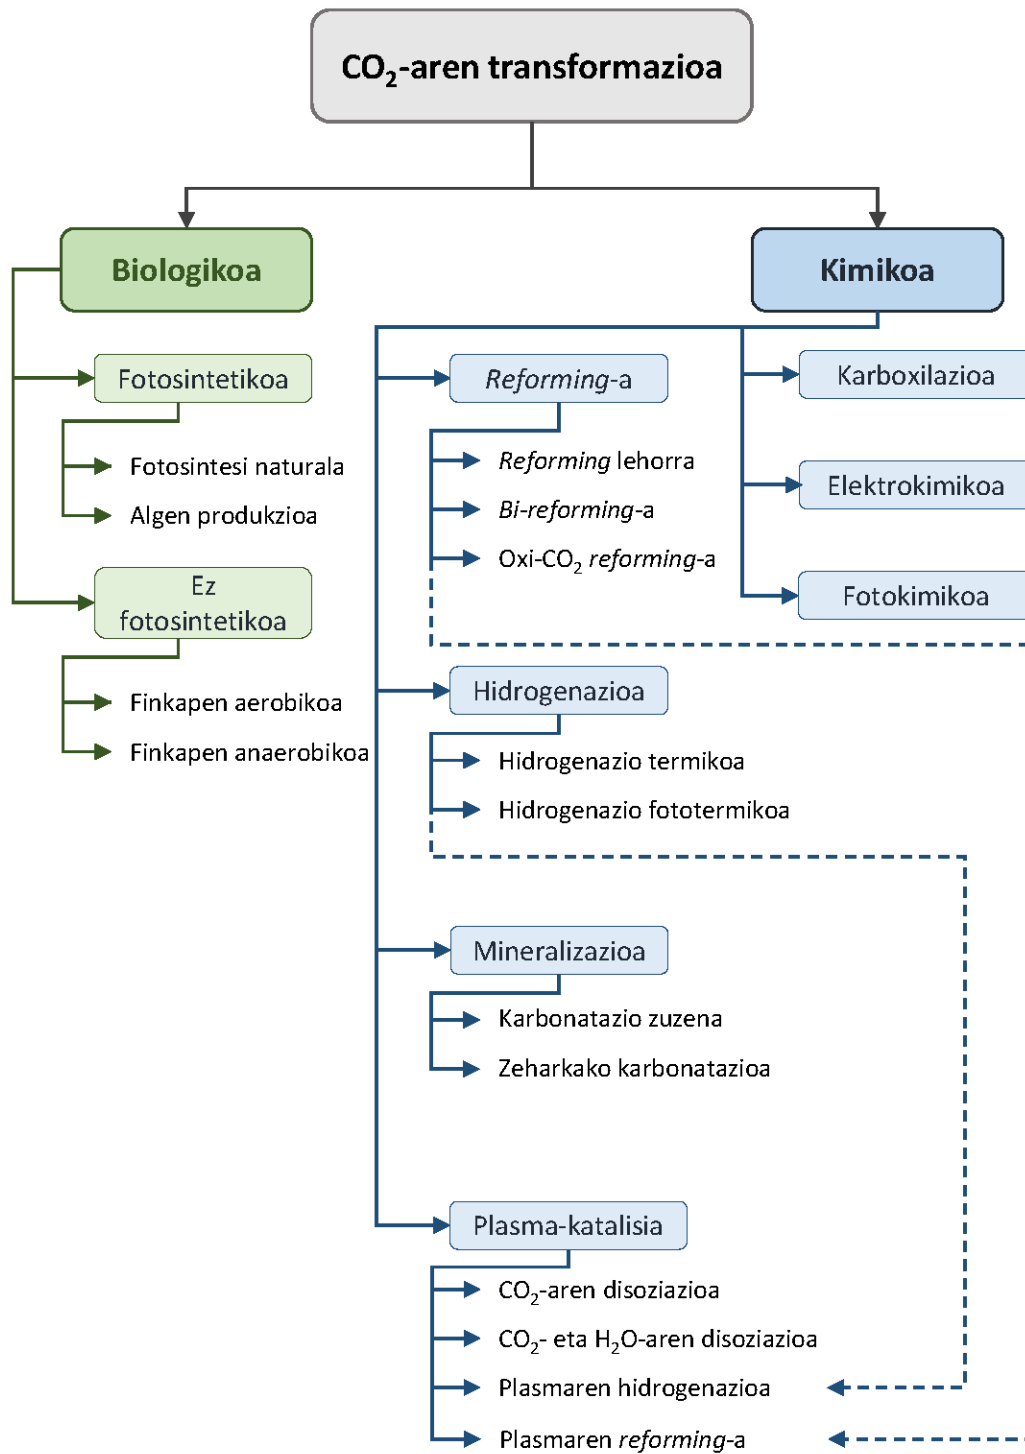 CO₂-aren transformazioa
Biologikoa
Fotosintetikoa
Fotosintesi naturala
Algen produkzioa
Ez
fotosintetikoa
Finkapen aerobikoa
Finkapen anaerobikoa
Kimikoa
Reforming-a
Reforming lehorra
Bi-reforming-a
Oxi-CO₂ reforming-a
Hidrogenazioa
Hidrogenazio termikoa
Hidrogenazio fototermikoa
Mineralizazioa
Karbonatazio zuzena
Zeharkako karbonatazioa
Plasma-katalisia
CO₂-aren disoziazioa
CO₂- eta H₂O-aren disoziazioa
Plasmaren hidrogenazioa
Plasmaren reforming-a
Karboxilazioa
Elektrokimikoa
Fotokimikoa